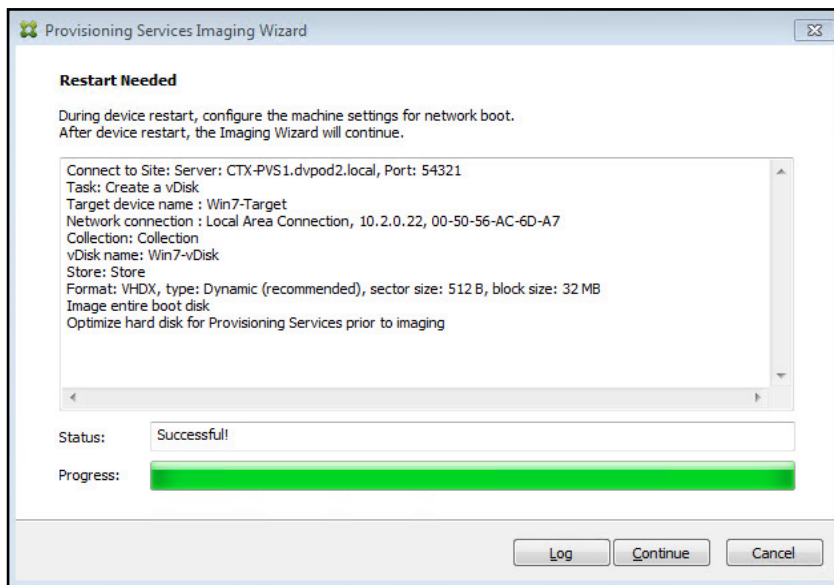 Provisioning Services Imaging Wizard
Restart Needed
During device restart, configure the machine settings for network boot.
After device restart, the Imaging Wizard will continue.
Connect to Site: Server: CTX-PVS1.dvpod2.local, Port: 54321
Task: Create a vDisk
Target device name : Win7-Target
Network connection : Local Area Connection, 10.2.0.22, 00-50-56-AC-6D-A7
Collection: Collection
vDisk name: Win7-vDisk
Store: Store
Format: VHDX, type: Dynamic (recommended), sector size: 512 B, block size: 32 MB
Image entire boot disk
Optimize hard disk for Provisioning Services prior to imaging
Status: Successful!
Progress:
Log Continue Cancel